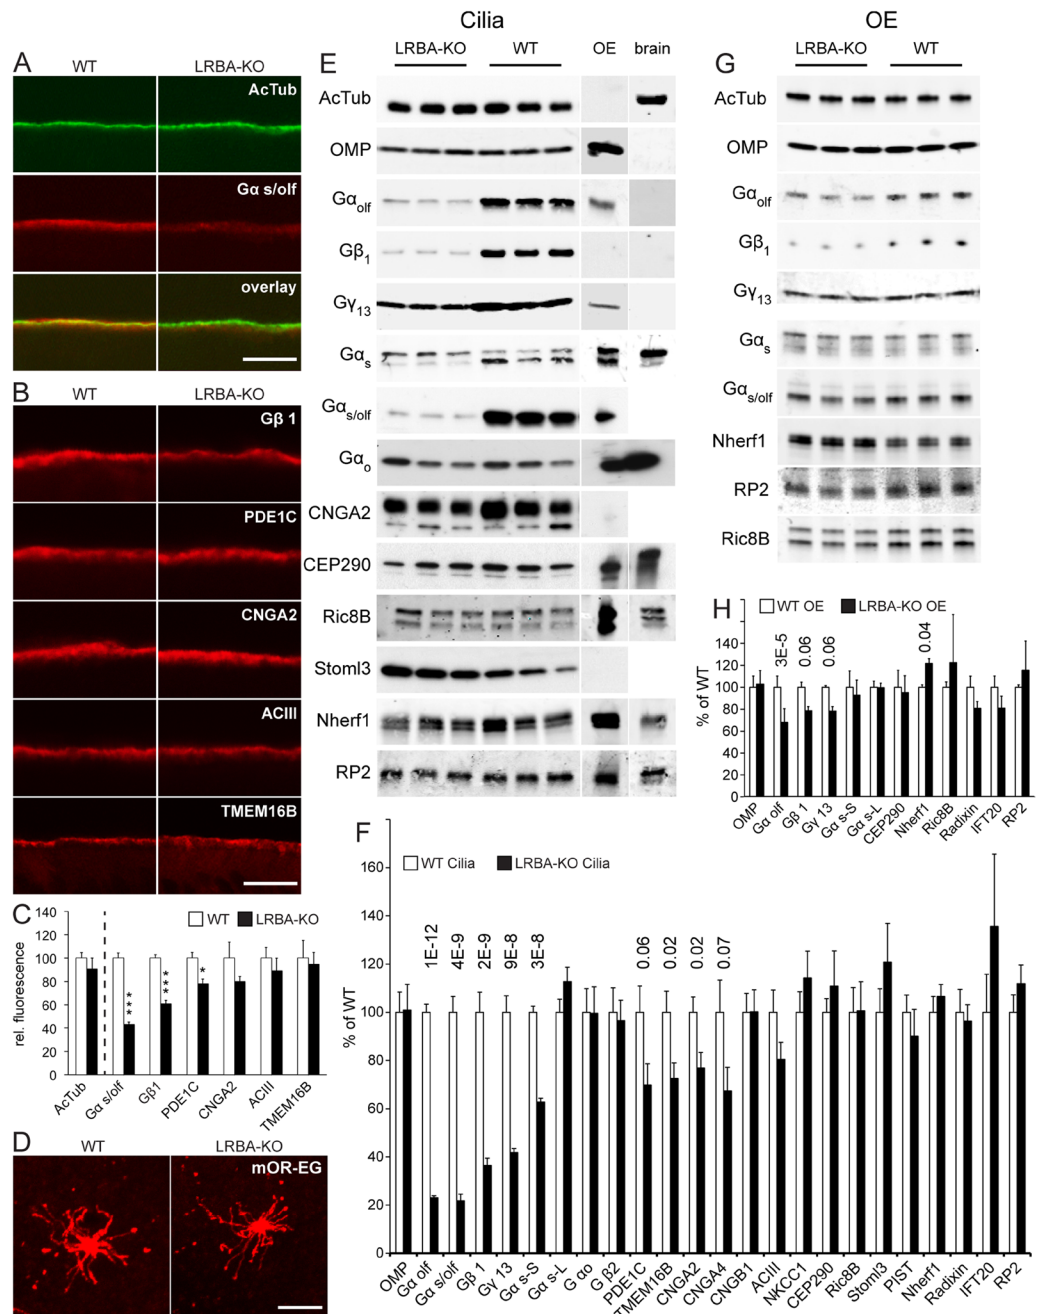 Cilia
OE
A
WT
LRBA-KO
AcTub
Gα s/olf
overlay
B
WT
LRBA-KO
Gβ 1
PDE1C
CNGA2
ACIII
TMEM16B
C
WT
LRBA-KO
rel. fluorescence
140
120
100
80
60
40
20
0
***
***
*
AcTub
Gα s/olf
Gβ1
PDE1C
CNGA2
ACIII
TMEM16B
D
WT
LRBA-KO
mOR-EG
E
LRBA-KO
WT
OE
brain
AcTub
OMP
Gαolf
Gβ1
Gγ13
Gαs
Gαs/olf
Gαo
CNGA2
CEP290
Ric8B
Stoml3
Nherf1
RP2
F
WT Cilia
LRBA-KO Cilia
% of WT
160
140
120
100
80
60
40
20
0
1E-12
4E-9
2E-9
9E-8
3E-8
0.06
0.02
0.02
0.07
OMP
Gα olf
Gα s/olf
Gβ 1
Gγ 13
Gα s-S
Gα s-L
G αo
G β2
PDE1C
TMEM16B
CNGA2
CNGA4
CNGB1
ACIII
NKCC1
CEP290
Ric8B
Stoml3
PIST
Nherf1
Radixin
IFT20
RP2
G
LRBA-KO
WT
AcTub
OMP
Gαolf
Gβ1
Gγ13
Gαs
Gαs/olf
Nherf1
RP2
Ric8B
H
WT OE
LRBA-KO OE
% of WT
160
140
120
100
80
60
40
20
0
3E-5
0.06
0.06
0.04
OMP
Gα olf
Gβ 1
Gγ 13
Gα s-S
Gα s-L
CEP290
Nherf1
Ric8B
Radixin
IFT20
RP2